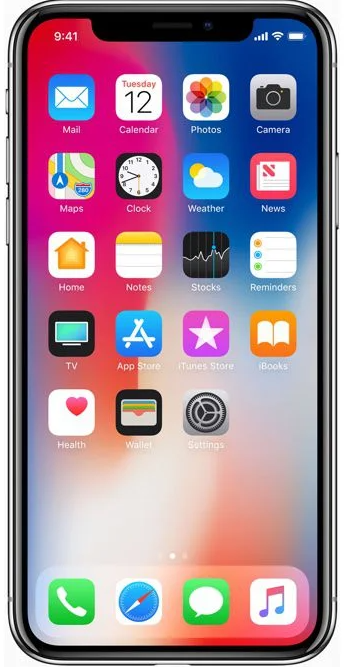 9:41
Tuesday
12
Mail
Calendar
Photos
Camera
Maps
Clock
Weather
News
280
Home
Notes
Stocks
Reminders
TV
App Store
iTunes Store
iBooks
Health
Wallet
Settings